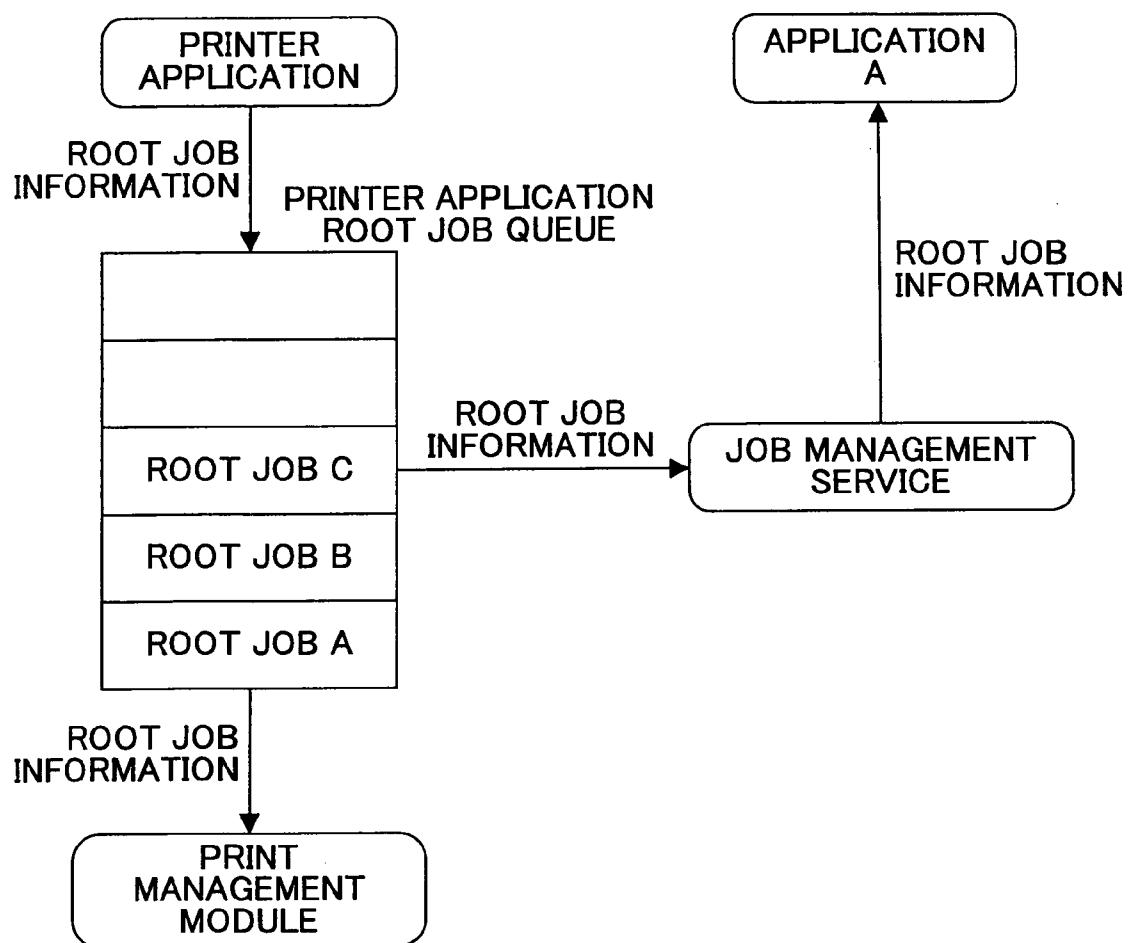 PRINTER
APPLICATION
APPLICATION
A
ROOT JOB
INFORMATION
PRINTER APPLICATION
ROOT JOB QUEUE
ROOT JOB
INFORMATION
ROOT JOB
INFORMATION
ROOT JOB C
JOB MANAGEMENT
SERVICE
ROOT JOB B
ROOT JOB A
ROOT JOB
INFORMATION
PRINT
MANAGEMENT
MODULE